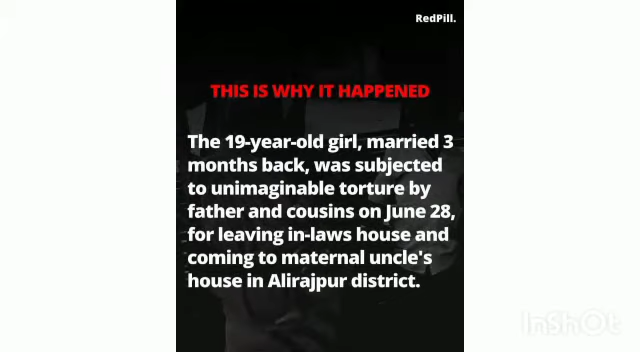 RedPill.
THIS IS WHY IT HAPPENED
The 19-year-old girl, married 3
months back, was subjected
to unimaginable torture by
father and cousins on June 28,
for leaving in-laws house and
coming to maternal uncle's
house in Alirajpur district.
InShOt